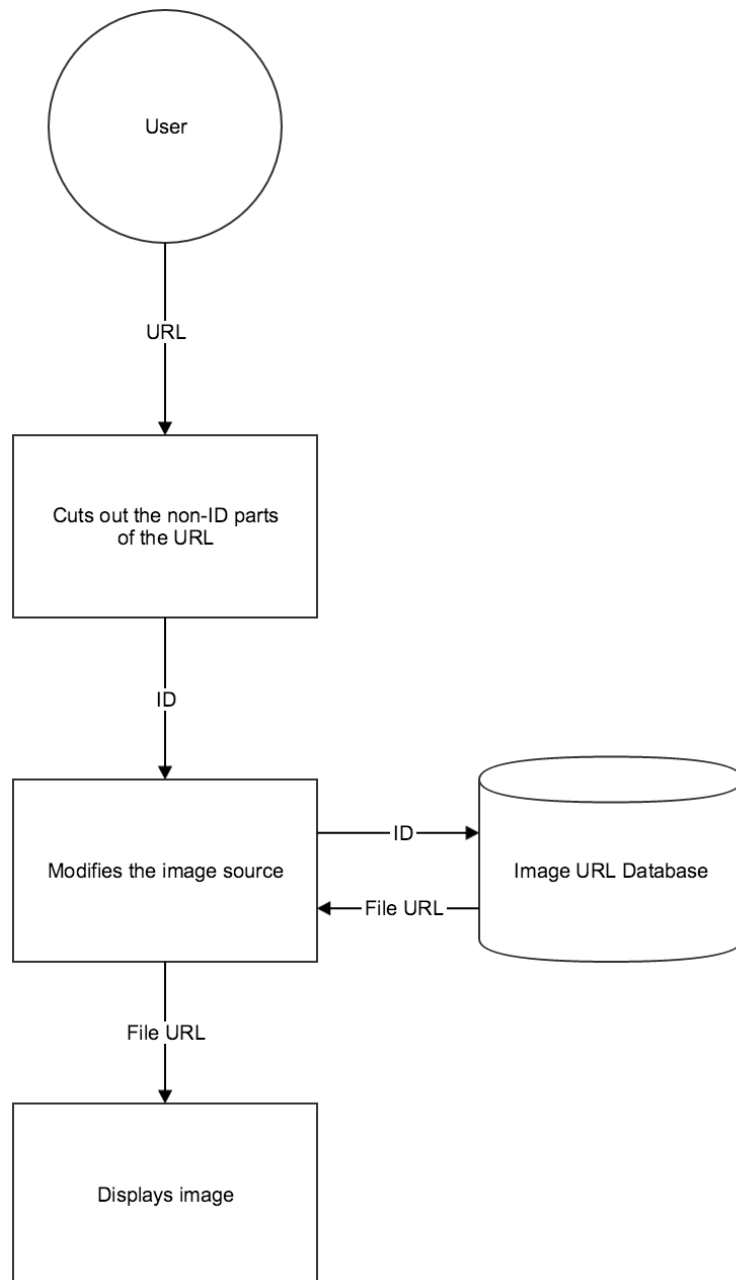 User
URL
Cuts out the non-ID parts
of the URL
ID
Modifies the image source
ID
File URL
Image URL Database
File URL
Displays image